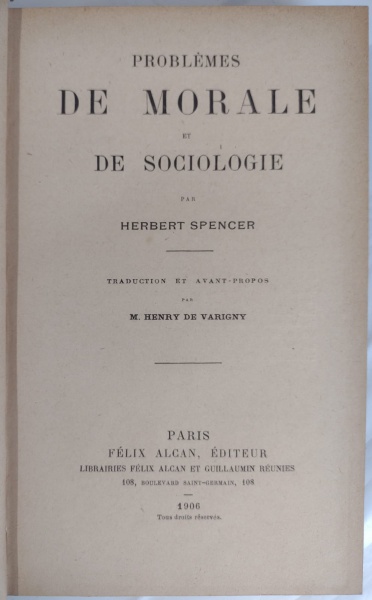 PROBLÈMES
DE MORALE
ET
DE SOCIOLOGIE
PAR
HERBERT SPENCER
TRADUCTION ET AVANT-PROPOS
PAR
M. HENRY DE VARIGNY
PARIS
FÉLIX ALCAN, ÉDITEUR
LIBRAIRIES FÉLIX ALCAN ET GUILLAUMIN RÉUNIES
108, BOULEVARD SAINT-GERMAIN, 108
1906
Tous droits réservés.